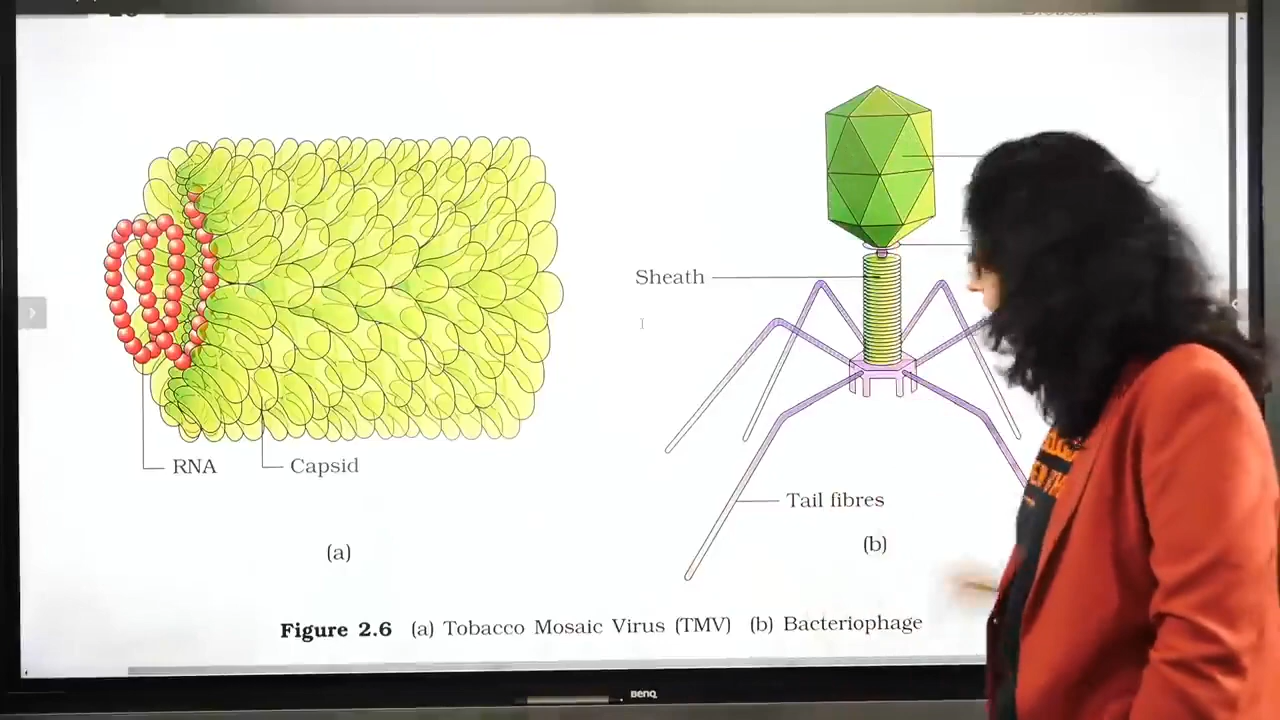 Sheath
RNA
Capsid
Tail fibres
(a)
(b)
Figure 2.6 (a) Tobacco Mosaic Virus (TMV) (b) Bacteriophage
BENQ